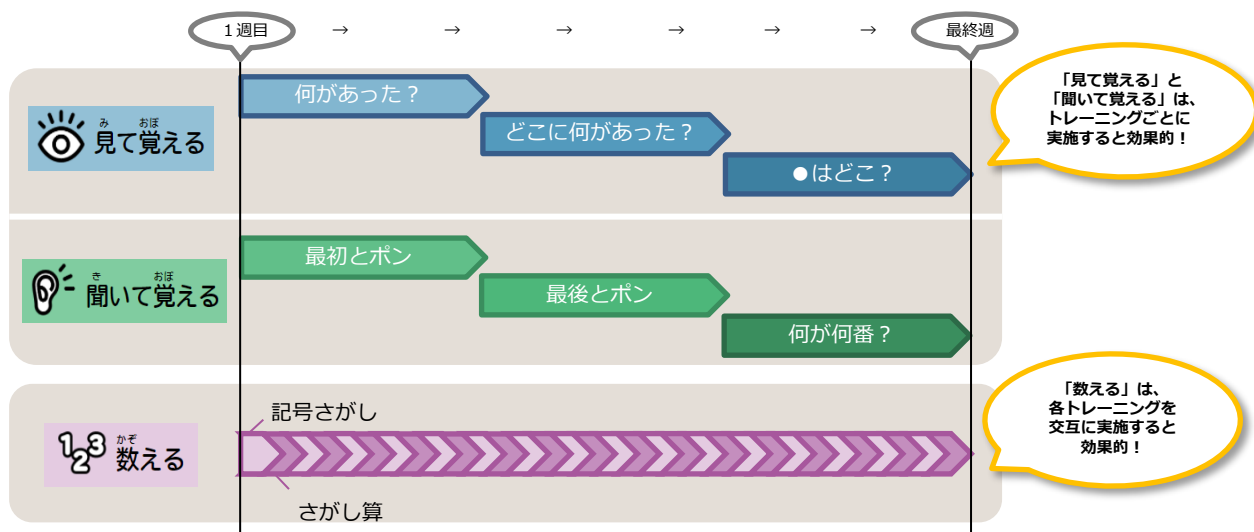 1週目 → → → → → → 最終週
何があった？
どこに何があった？
●はどこ？
み おぼ
見て覚える
「見て覚える」と
「聞いて覚える」は、
トレーニングごとに
実施すると効果的！
最初とポン
最後とポン
何が何番？
き おぼ
聞いて覚える
記号さがし
123
かぞ
数える
さがし算
「数える」は、
各トレーニングを
交互に実施すると
効果的！